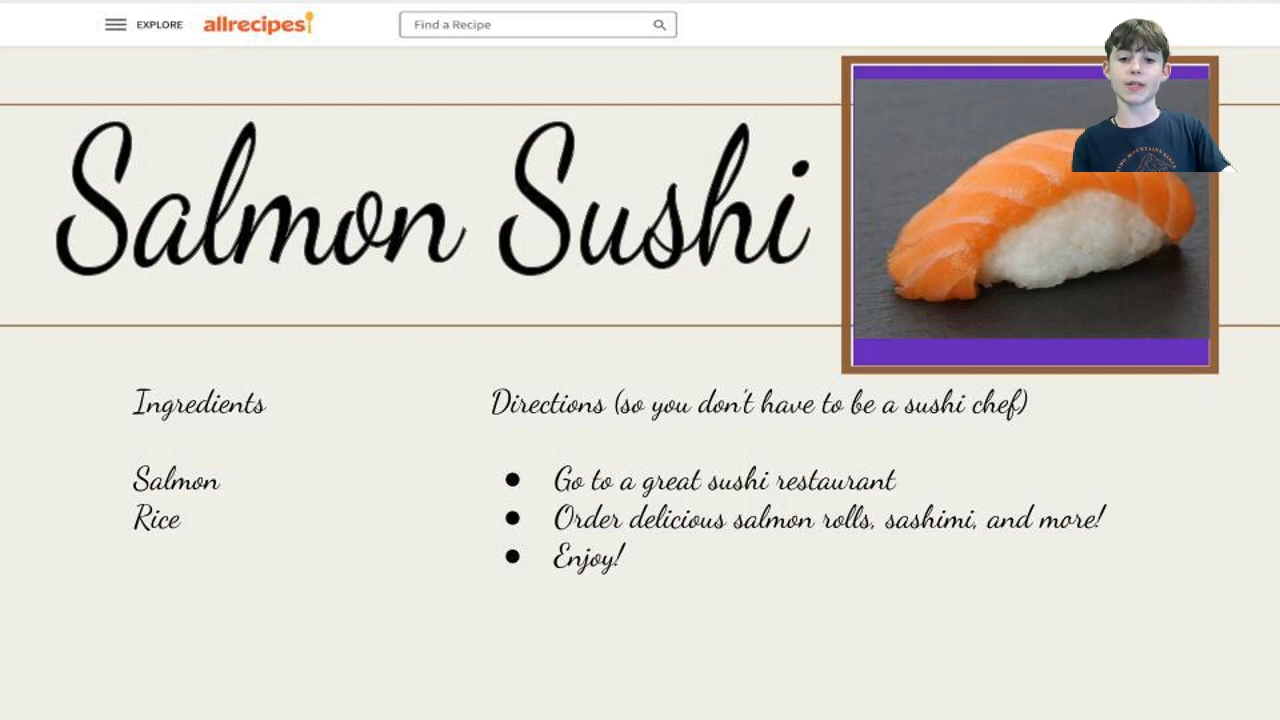 EXPLORE allrecipes Find a Recipe
Salmon Sushi
Ingredients
Salmon
Rice
Directions (so you don't have to be a sushi chef)
● Go to a great sushi restaurant
● Order delicious salmon rolls, sashimi, and more!
● Enjoy!